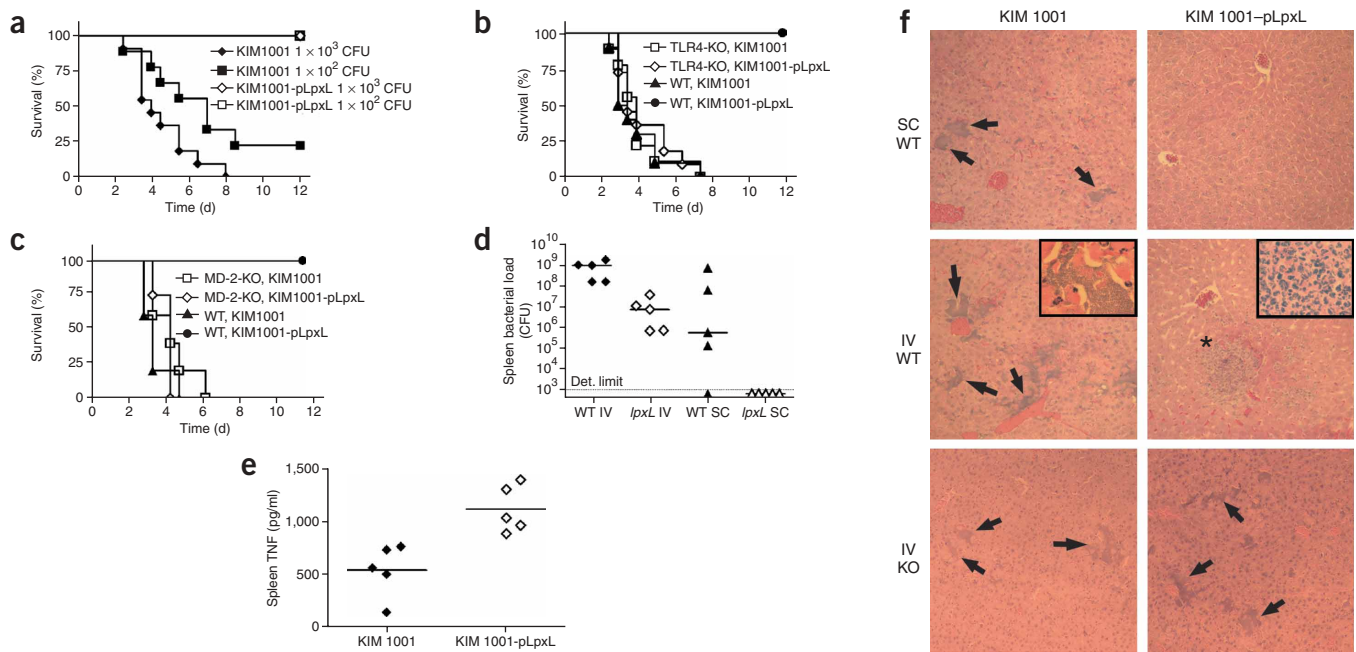 a
Survival (%)
100
75
50
25
0
KIM1001 1 × 10³ CFU
KIM1001 1 × 10² CFU
KIM1001-pLpxL 1 × 10³ CFU
KIM1001-pLpxL 1 × 10² CFU
0 2 4 6 8 10 12
Time (d)
b
Survival (%)
100
75
50
25
0
TLR4-KO, KIM1001
TLR4-KO, KIM1001-pLpxL
WT, KIM1001
WT, KIM1001-pLpxL
0 2 4 6 8 10 12
Time (d)
c
Survival (%)
100
75
50
25
0
MD-2-KO, KIM1001
MD-2-KO, KIM1001-pLpxL
WT, KIM1001
WT, KIM1001-pLpxL
0 2 4 6 8 10 12
Time (d)
d
Spleen bacterial load
(CFU)
10¹⁰
10⁹
10⁸
10⁷
10⁶
10⁵
10⁴
10³
Det. limit
WT IV lpxL IV WT SC lpxL SC
e
Spleen TNF (pg/ml)
1,500
1,000
500
0
KIM 1001 KIM 1001-pLpxL
f
KIM 1001 KIM 1001–pLpxL
SC
WT
IV
WT
*
IV
KO